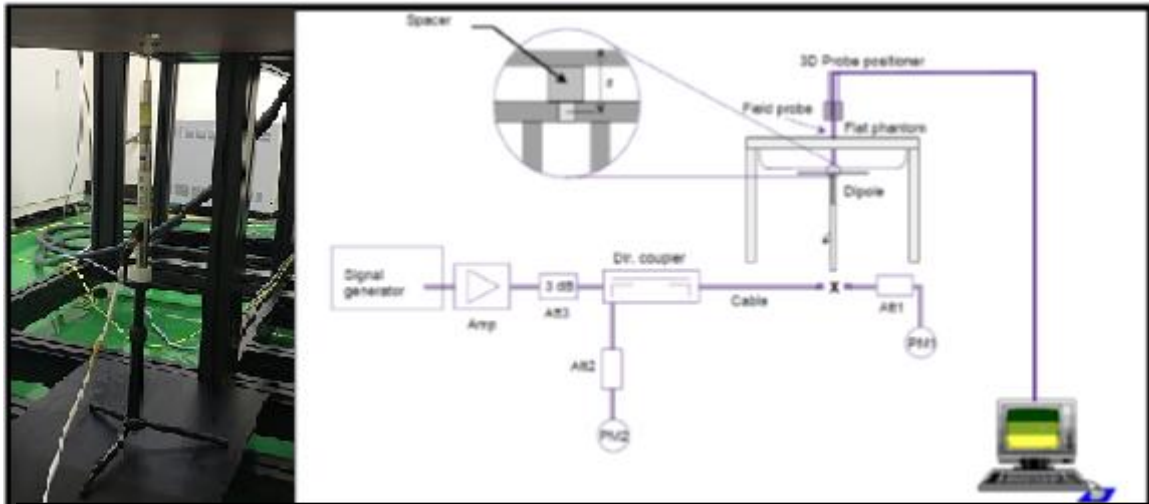 Spacer
3D Probe positioner
Field probe
Flat phantom
Dipole
Signal
generator
Amp
3 dB
Att3
Dir. coupler
Cable
x
Att1
PM1
Att2
PM2